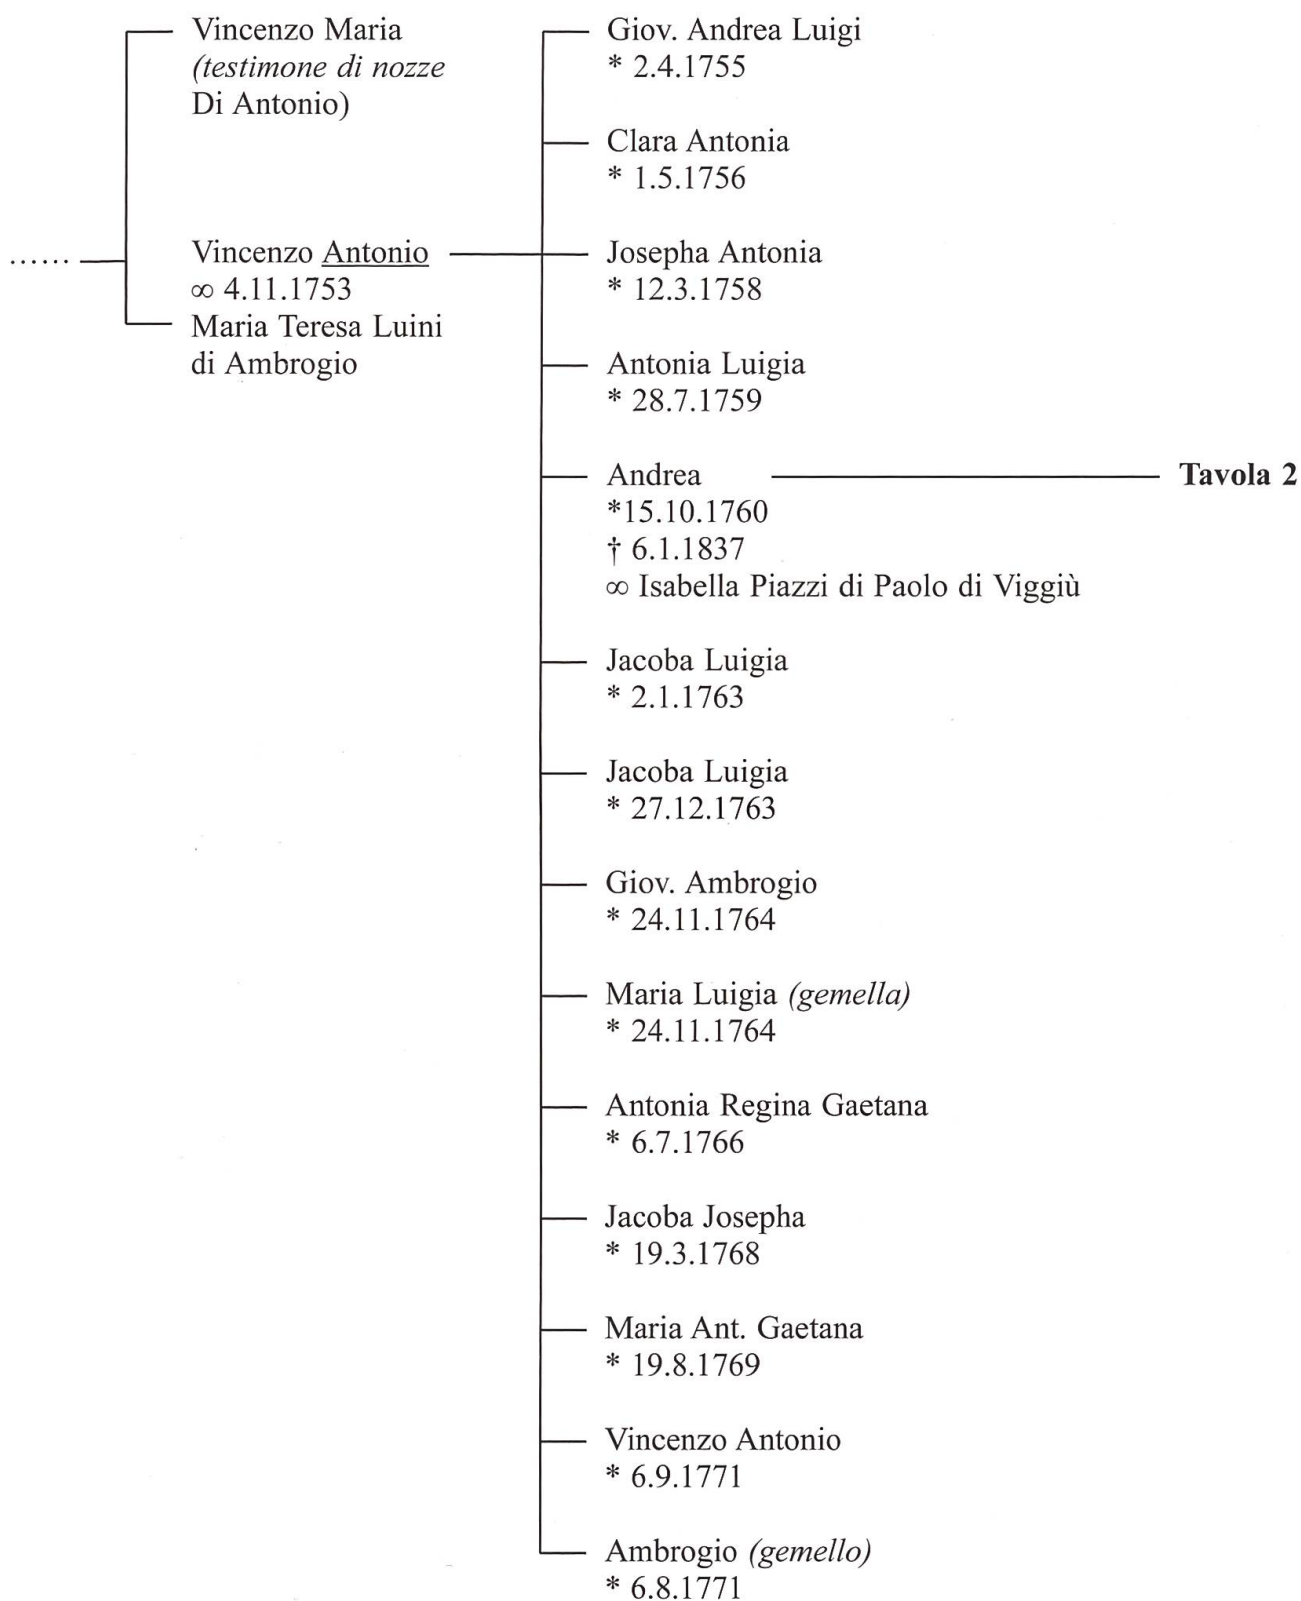 Vincenzo Maria
(testimone di nozze
Di Antonio)
......
Vincenzo Antonio
∞ 4.11.1753
Maria Teresa Luini
di Ambrogio
Giov. Andrea Luigi
* 2.4.1755
Clara Antonia
* 1.5.1756
Josepha Antonia
* 12.3.1758
Antonia Luigia
* 28.7.1759
Andrea
*15.10.1760
† 6.1.1837
∞ Isabella Piazzi di Paolo di Viggiù
Tavola 2
Jacoba Luigia
* 2.1.1763
Jacoba Luigia
* 27.12.1763
Giov. Ambrogio
* 24.11.1764
Maria Luigia (gemella)
* 24.11.1764
Antonia Regina Gaetana
* 6.7.1766
Jacoba Josepha
* 19.3.1768
Maria Ant. Gaetana
* 19.8.1769
Vincenzo Antonio
* 6.9.1771
Ambrogio (gemello)
* 6.8.1771